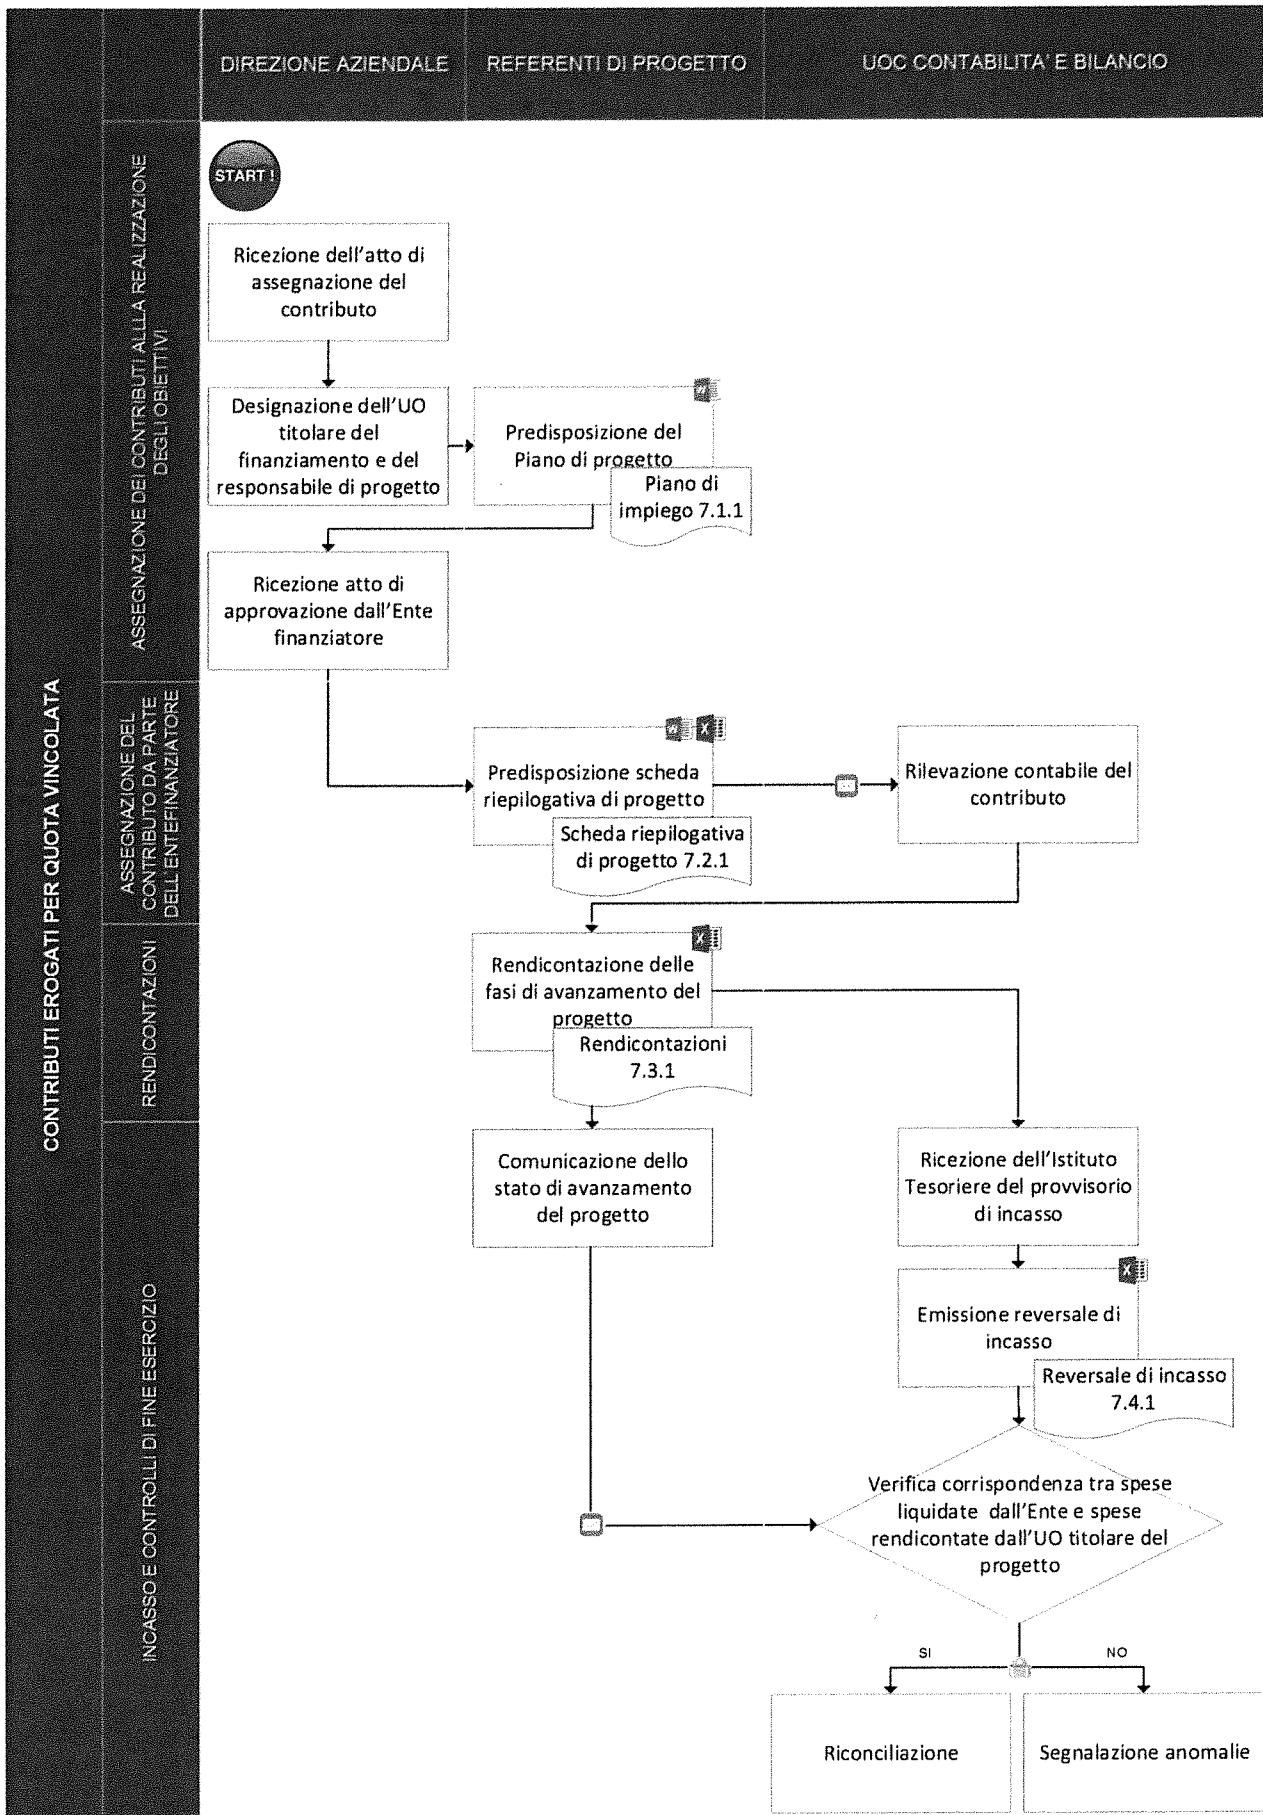 DIREZIONE AZIENDALE
REFERENTI DI PROGETTO
UOC CONTABILITA' E BILANCIO
CONTRIBUTI EROGATI PER QUOTA VINCOLATA
ASSEGNAZIONE DEI CONTRIBUTI ALLLA REALIZZAZIONE
DEGLI OBIETTIVI
START !
Ricezione dell'atto di
assegnazione del
contributo
Designazione dell'UO
titolare del
finanziamento e del
responsabile di progetto
Predisposizione del
Piano di progetto
Piano di
impiego 7.1.1
Ricezione atto di
approvazione dall'Ente
finanziatore
ASSEGNAZIONE DEL
CONTRIBUTO DA PARTE
DELL'ENTEFINANZIATORE
Predisposizione scheda
riepilogativa di progetto
Scheda riepilogativa
di progetto 7.2.1
Rilevazione contabile del
contributo
RENDICONTAZIONI
Rendicontazione delle
fasi di avanzamento del
progetto
Rendicontazioni
7.3.1
INCASSO E CONTROLLI DI FINE ESERCIZIO
Comunicazione dello
stato di avanzamento
del progetto
Ricezione dell'Istituto
Tesoriere del provvisorio
di incasso
Emissione reversale di
incasso
Reversale di incasso
7.4.1
Verifica corrispondenza tra spese
liquidate dall'Ente e spese
rendicontate dall'UO titolare del
progetto
SI
NO
Riconciliazione
Segnalazione anomalie